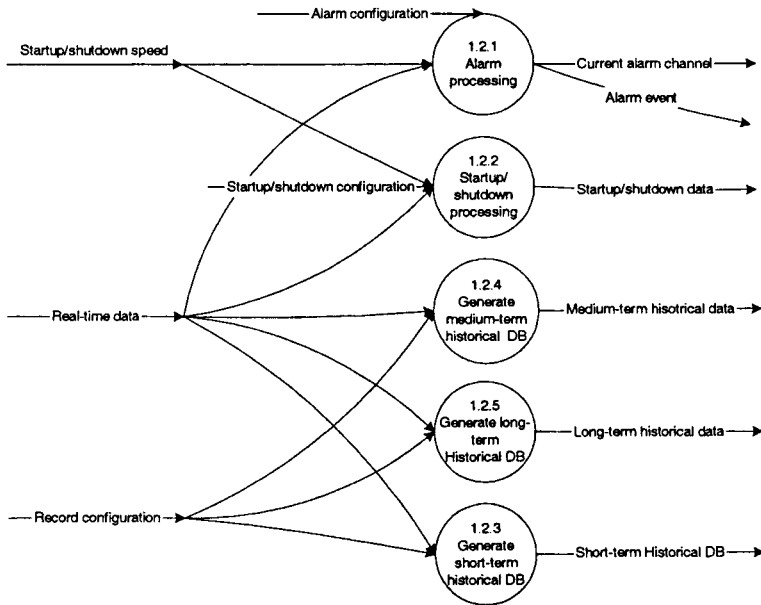 Alarm configuration
Startup/shutdown speed
1.2.1
Alarm
processing
Current alarm channel
Alarm event
1.2.2
Startup/
shutdown
processing
Startup/shutdown configuration
Startup/shutdown data
1.2.4
Generate
medium-term
historical DB
Real-time data
Medium-term hisotrical data
1.2.5
Generate long-
term
Historical DB
Long-term historical data
Record configuration
1.2.3
Generate
short-term
historical DB
Short-term Historical DB